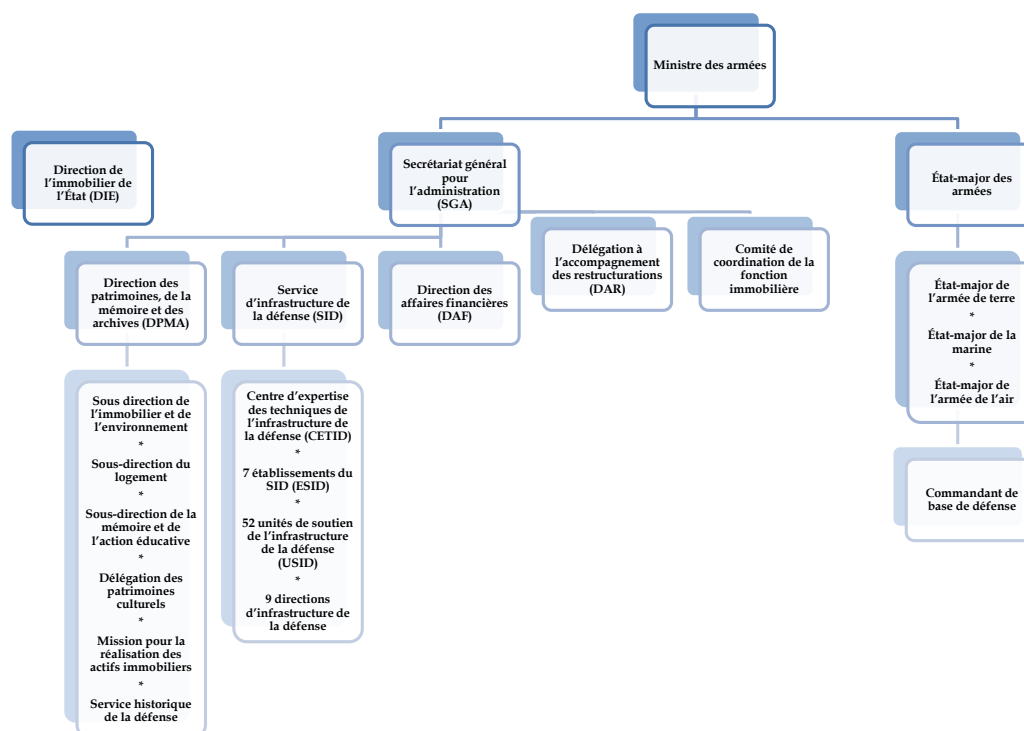 Ministre des armées
Direction de
l'immobilier de
l'État (DIE)
Secrétariat général
pour
l'administration
(SGA)
État-major des
armées
Délégation à
l'accompagnement
des restructurations
(DAR)
Comité de
coordination de la
fonction
immobilière
Direction des
patrimoines, de la
mémoire et des
archives (DPMA)
Service
d'infrastructure de
la défense (SID)
Direction des
affaires financières
(DAF)
État-major de
l'armée de terre
*
État-major de la
marine
*
État-major de
l'armée de l'air
Sous direction de
l'immobilier et de
l'environnement
*
Sous-direction du
logement
*
Sous-direction de la
mémoire et de
l'action éducative
*
Délégation des
patrimoines
culturels
*
Mission pour la
réalisation des
actifs immobiliers
*
Service historique
de la défense
Centre d'expertise
des techniques de
l'infrastructure de
la défense (CETID)
*
7 établissements du
SID (ESID)
*
52 unités de soutien
de l'infrastructure
de la défense
(USID)
*
9 directions
d'infrastructure de
la défense
Commandant de
base de défense